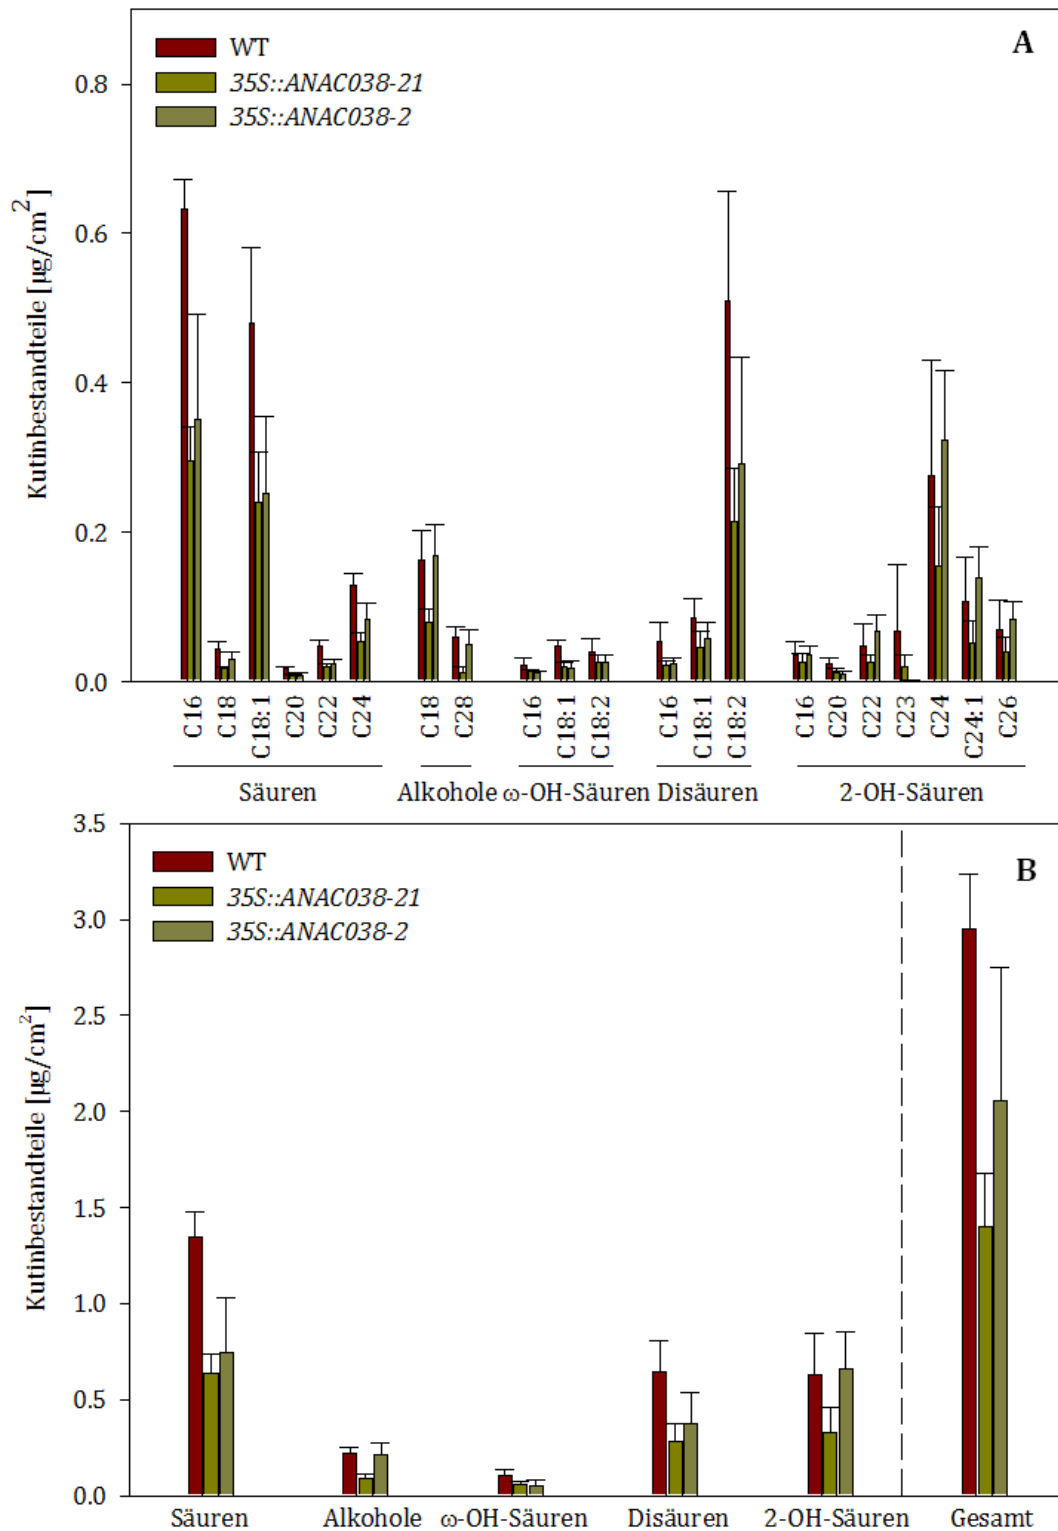 A
WT
35S::ANAC038-21
35S::ANAC038-2
Kutinbestandteile [µg/cm²]
0.8
0.6
0.4
0.2
0.0
C16 C18 C18:1 C20 C22 C24 C18 C28 C16 C18:1 C18:2 C16 C18:1 C18:2 C16 C20 C22 C23 C24 C24:1 C26
Säuren Alkohole ω-OH-Säuren Disäuren 2-OH-Säuren
B
WT
35S::ANAC038-21
35S::ANAC038-2
Kutinbestandteile [µg/cm²]
3.5
3.0
2.5
2.0
1.5
1.0
0.5
0.0
Säuren Alkohole ω-OH-Säuren Disäuren 2-OH-Säuren Gesamt